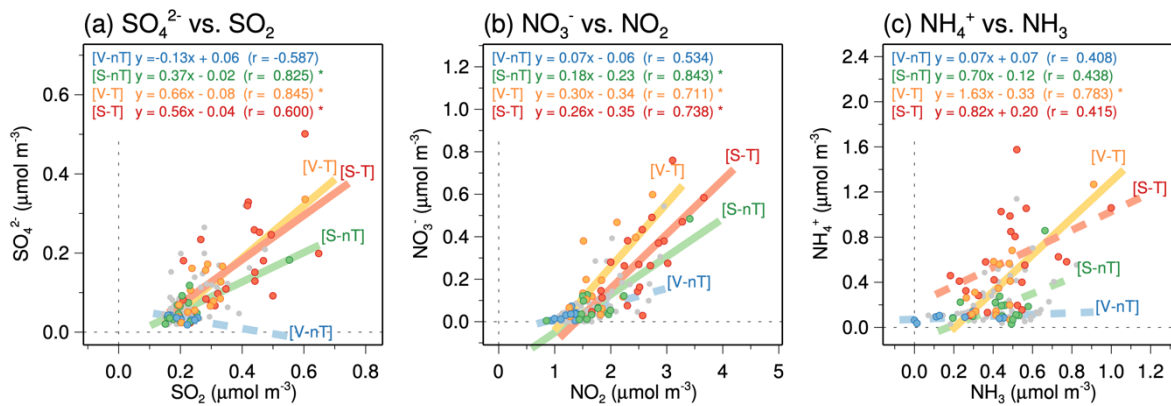 (a) SO₄²⁻ vs. SO₂
[V-nT] y =-0.13x + 0.06 (r = -0.587)
[S-nT] y = 0.37x - 0.02 (r = 0.825) *
[V-T] y = 0.66x - 0.08 (r = 0.845) *
[S-T] y = 0.56x - 0.04 (r = 0.600) *
0.6
0.4
0.2
0.0
SO₄²⁻ (μmol m⁻³)
[V-T]
[S-T]
[S-nT]
[V-nT]
0.0 0.2 0.4 0.6 0.8
SO₂ (μmol m⁻³)
(b) NO₃⁻ vs. NO₂
[V-nT] y = 0.07x - 0.06 (r = 0.534)
[S-nT] y = 0.18x - 0.23 (r = 0.843) *
[V-T] y = 0.30x - 0.34 (r = 0.711) *
[S-T] y = 0.26x - 0.35 (r = 0.738) *
1.2
1.0
0.8
0.6
0.4
0.2
0.0
NO₃ (μmol m⁻³)
[V-T]
[S-T]
[S-nT]
[V-nT]
0 1 2 3 4 5
NO₂ (μmol m⁻³)
(c) NH₄⁺ vs. NH₃
[V-nT] y = 0.07x + 0.07 (r = 0.408)
[S-nT] y = 0.70x - 0.12 (r = 0.438)
[V-T] y = 1.63x - 0.33 (r = 0.783) *
[S-T] y = 0.82x + 0.20 (r = 0.415)
2.4
2.0
1.6
1.2
0.8
0.4
0.0
NH₄⁺ (μmol m⁻³)
[V-T]
[S-T]
[S-nT]
[V-nT]
0.0 0.2 0.4 0.6 0.8 1.0 1.2
NH₃ (μmol m⁻³)